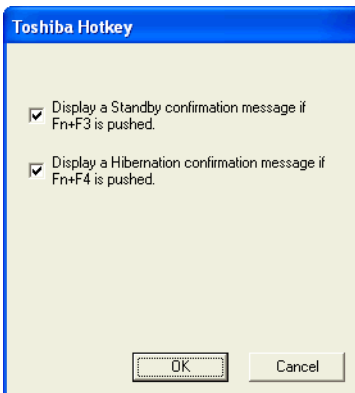 Toshiba Hotkey
Display a Standby confirmation message if
Fn+F3 is pushed.
Display a Hibernation confirmation message if
Fn+F4 is pushed.
OK
Cancel